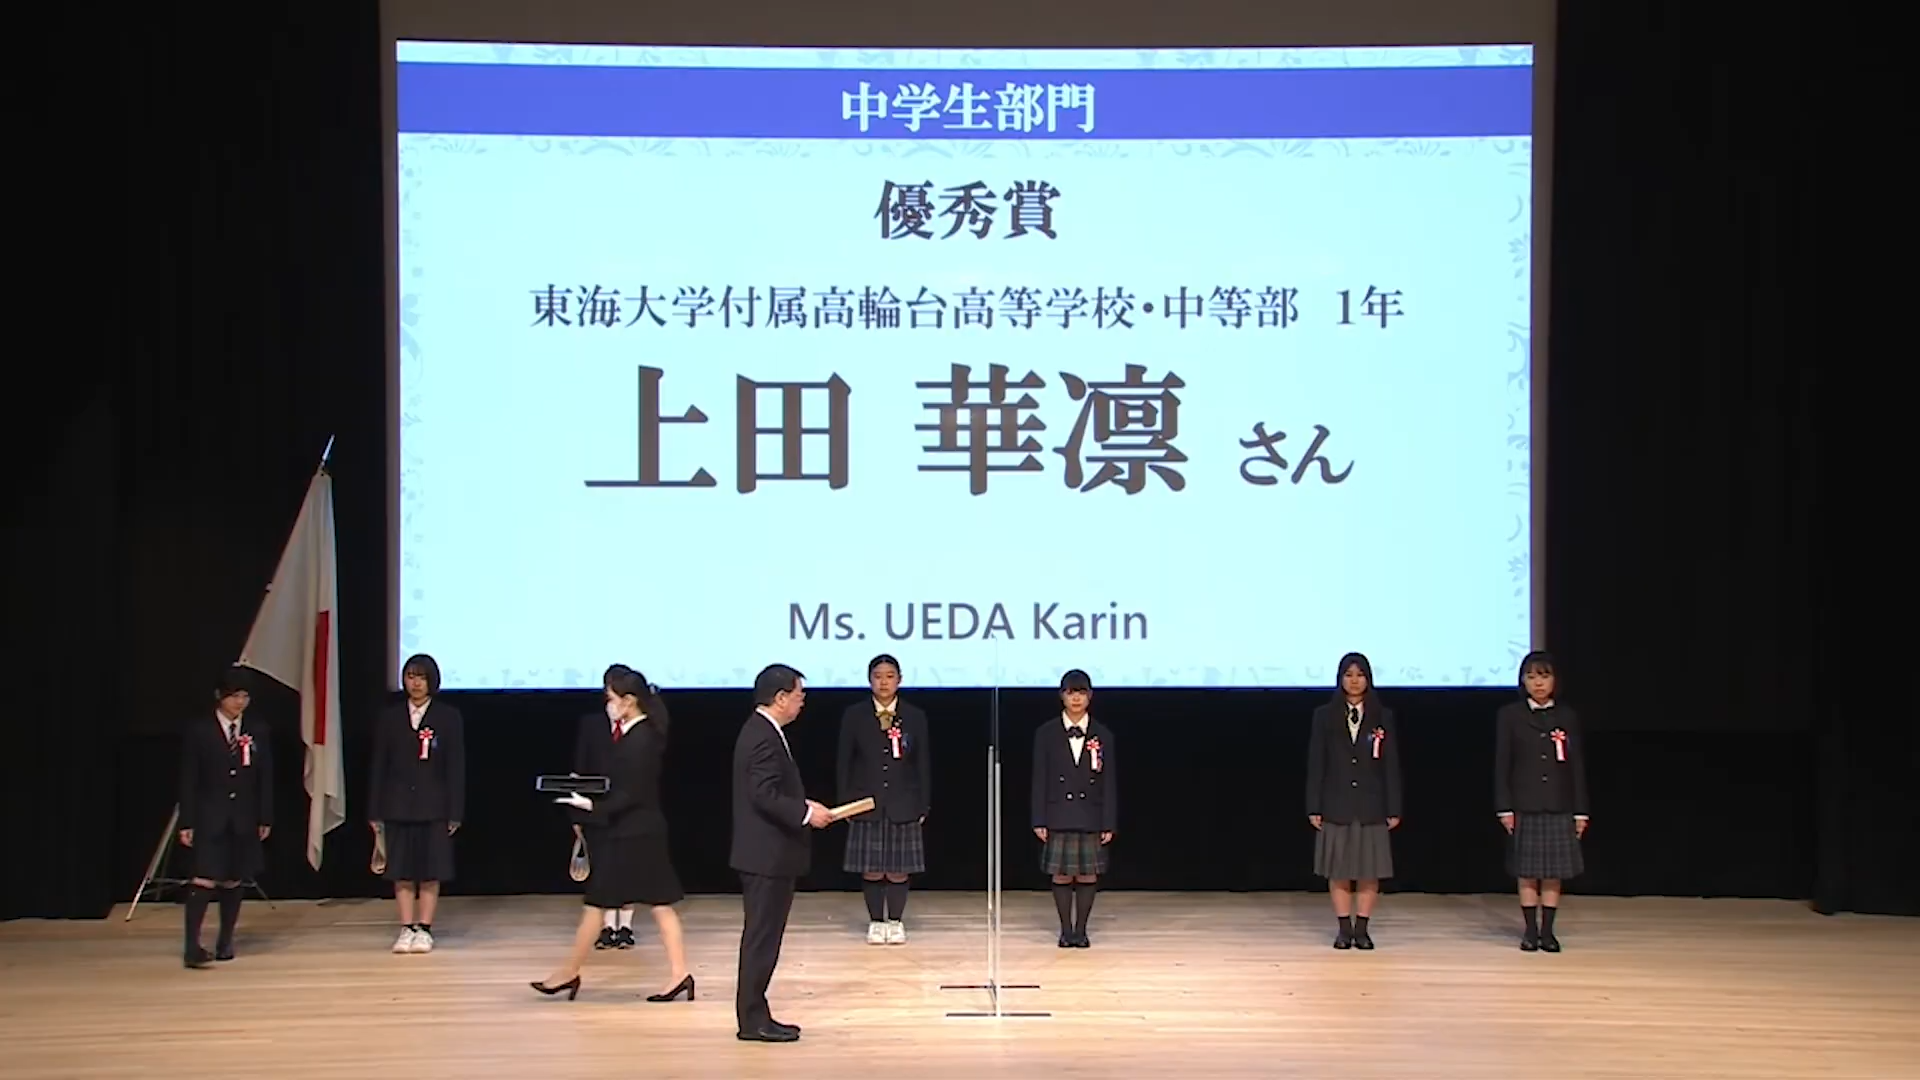 中学生部門
優秀賞
東海大学付属高輪台高等学校・中等部 1年
上田 華凛 さん
Ms. UEDA Karin